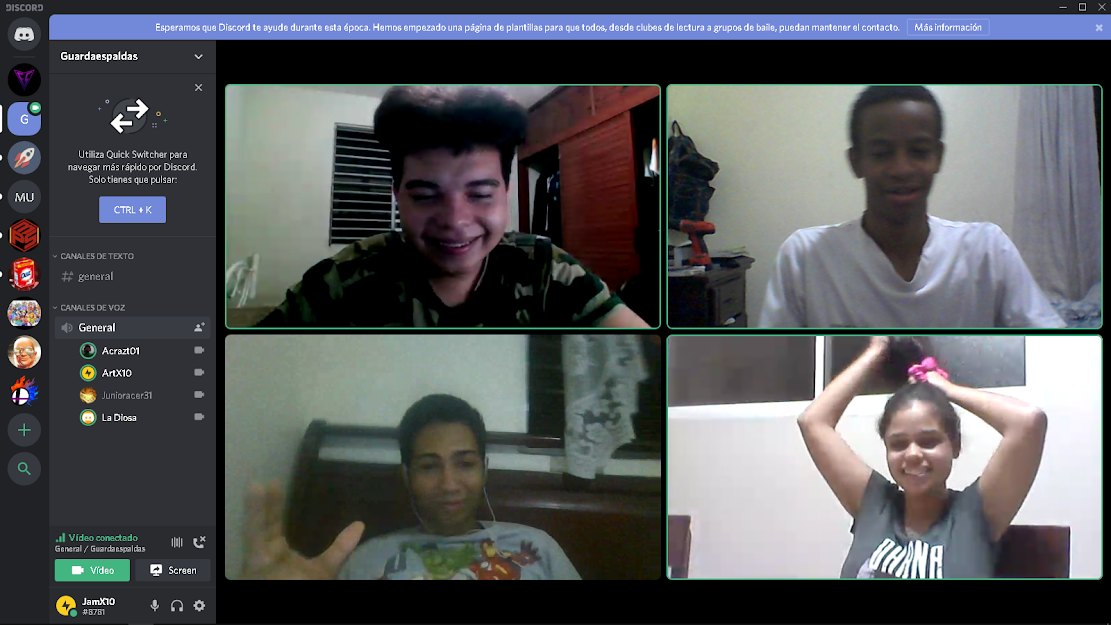 DISCORD
Esperamos que Discord te ayude durante esta época. Hemos empezado una página de plantillas para que todos, desde clubes de lectura a grupos de baile, puedan mantener el contacto.
Más información
Guardaespaldas
G
MU
Utiliza Quick Switcher para
navegar más rápido por Discord.
Solo tienes que pulsar:
CTRL + K
CANALES DE TEXTO
general
CANALES DE VOZ
General
Acrazt01
ArtX10
Junioracer31
La Diosa
Vídeo conectado
General / Guardaespaldas
Vídeo
Screen
JamX10
#8781
OHANA